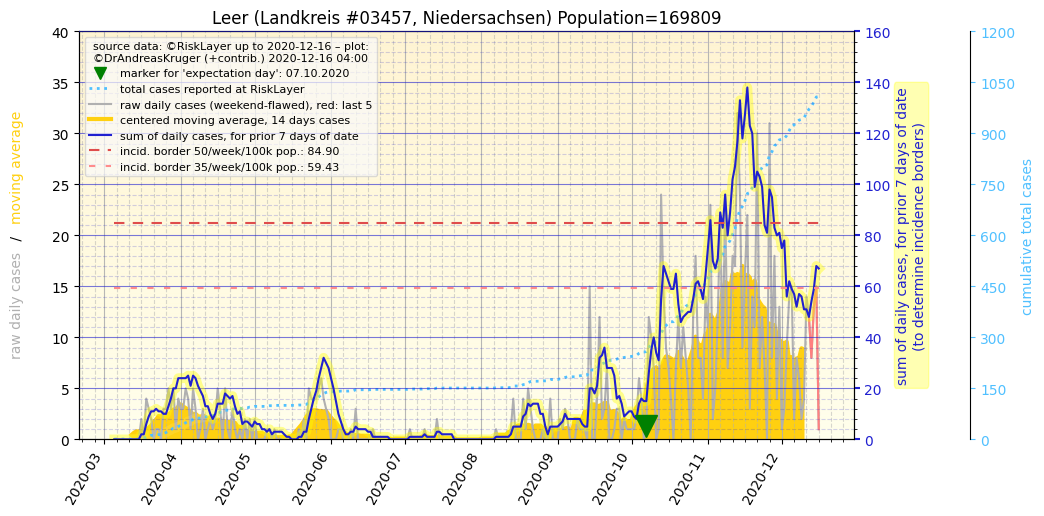 Leer (Landkreis #03457, Niedersachsen) Population=169809
source data: ©RiskLayer up to 2020-12-16 – plot:
©DrAndreasKruger (+contrib.) 2020-12-16 04:00
marker for 'expectation day': 07.10.2020
total cases reported at RiskLayer
raw daily cases (weekend-flawed), red: last 5
centered moving average, 14 days cases
sum of daily cases, for prior 7 days of date
incid. border 50/week/100k pop.: 84.90
incid. border 35/week/100k pop.: 59.43
raw daily cases / moving average
40
35
30
25
20
15
10
5
0
2020-03
2020-04
2020-05
2020-06
2020-07
2020-08
2020-09
2020-10
2020-11
2020-12
160
140
120
100
80
60
40
20
0
sum of daily cases, for prior 7 days of date
(to determine incidence borders)
1200
1050
900
750
600
450
300
150
0
cumulative total cases